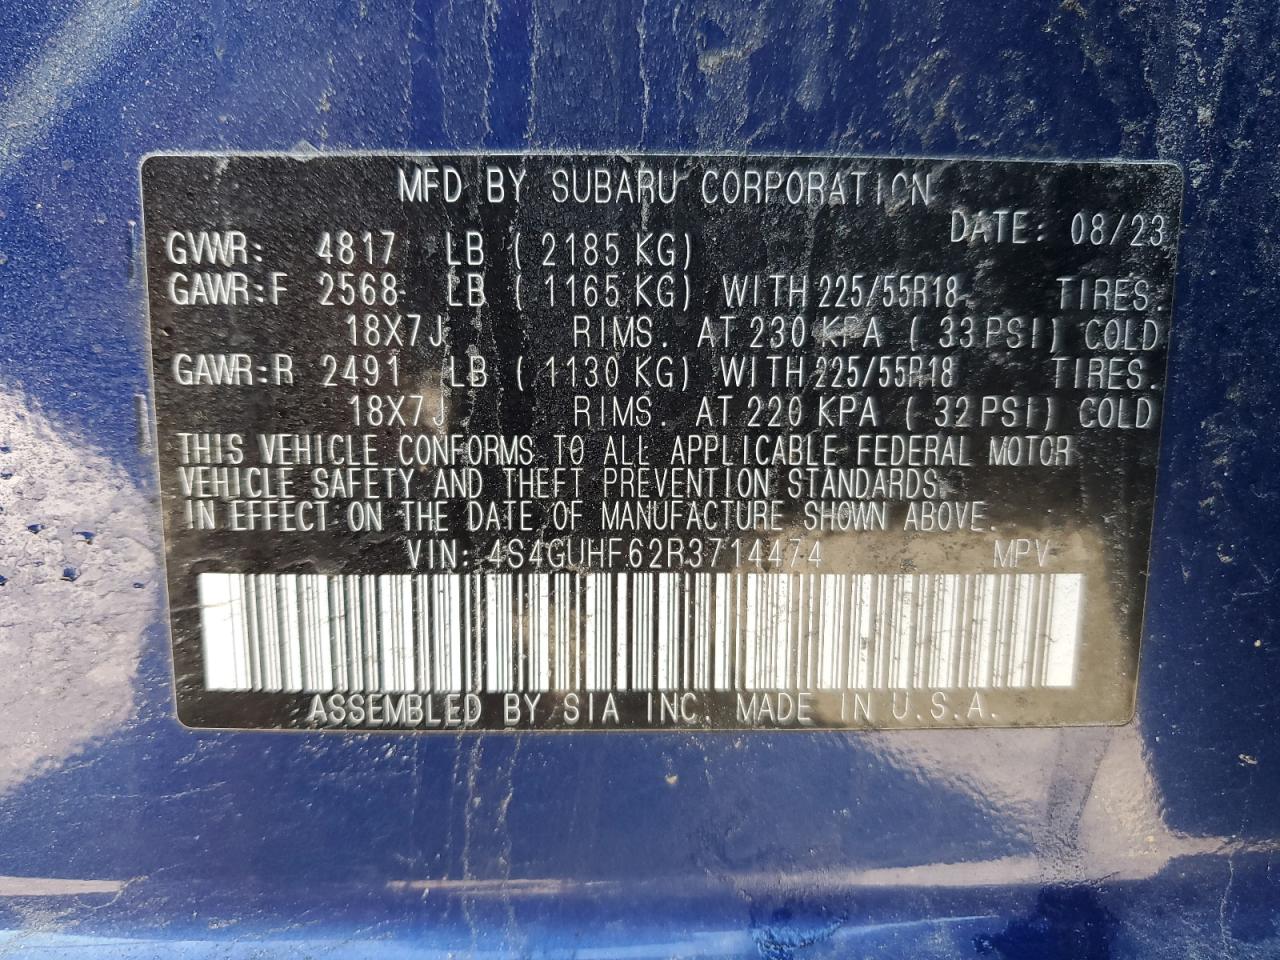 MFD BY SUBARU CORPORATION
DATE: 08/23
GVWR: 4817 LB ( 2185 KG)
GAWR:F 2568 LB ( 1165 KG) WITH 225/55R18 TIRES.
18X7J RIMS. AT 230 KPA ( 33 PSI) COLD
GAWR:R 2491 LB ( 1130 KG) WITH 225/55R18 TIRES.
18X7J RIMS. AT 220 KPA ( 32 PSI) COLD
THIS VEHICLE CONFORMS TO ALL APPLICABLE FEDERAL MOTOR
VEHICLE SAFETY AND THEFT PREVENTION STANDARDS
IN EFFECT ON THE DATE OF MANUFACTURE SHOWN ABOVE.
VIN: 4S4GUHF62R3714474 MPV
ASSEMBLED BY SIA INC. MADE IN U.S.A.